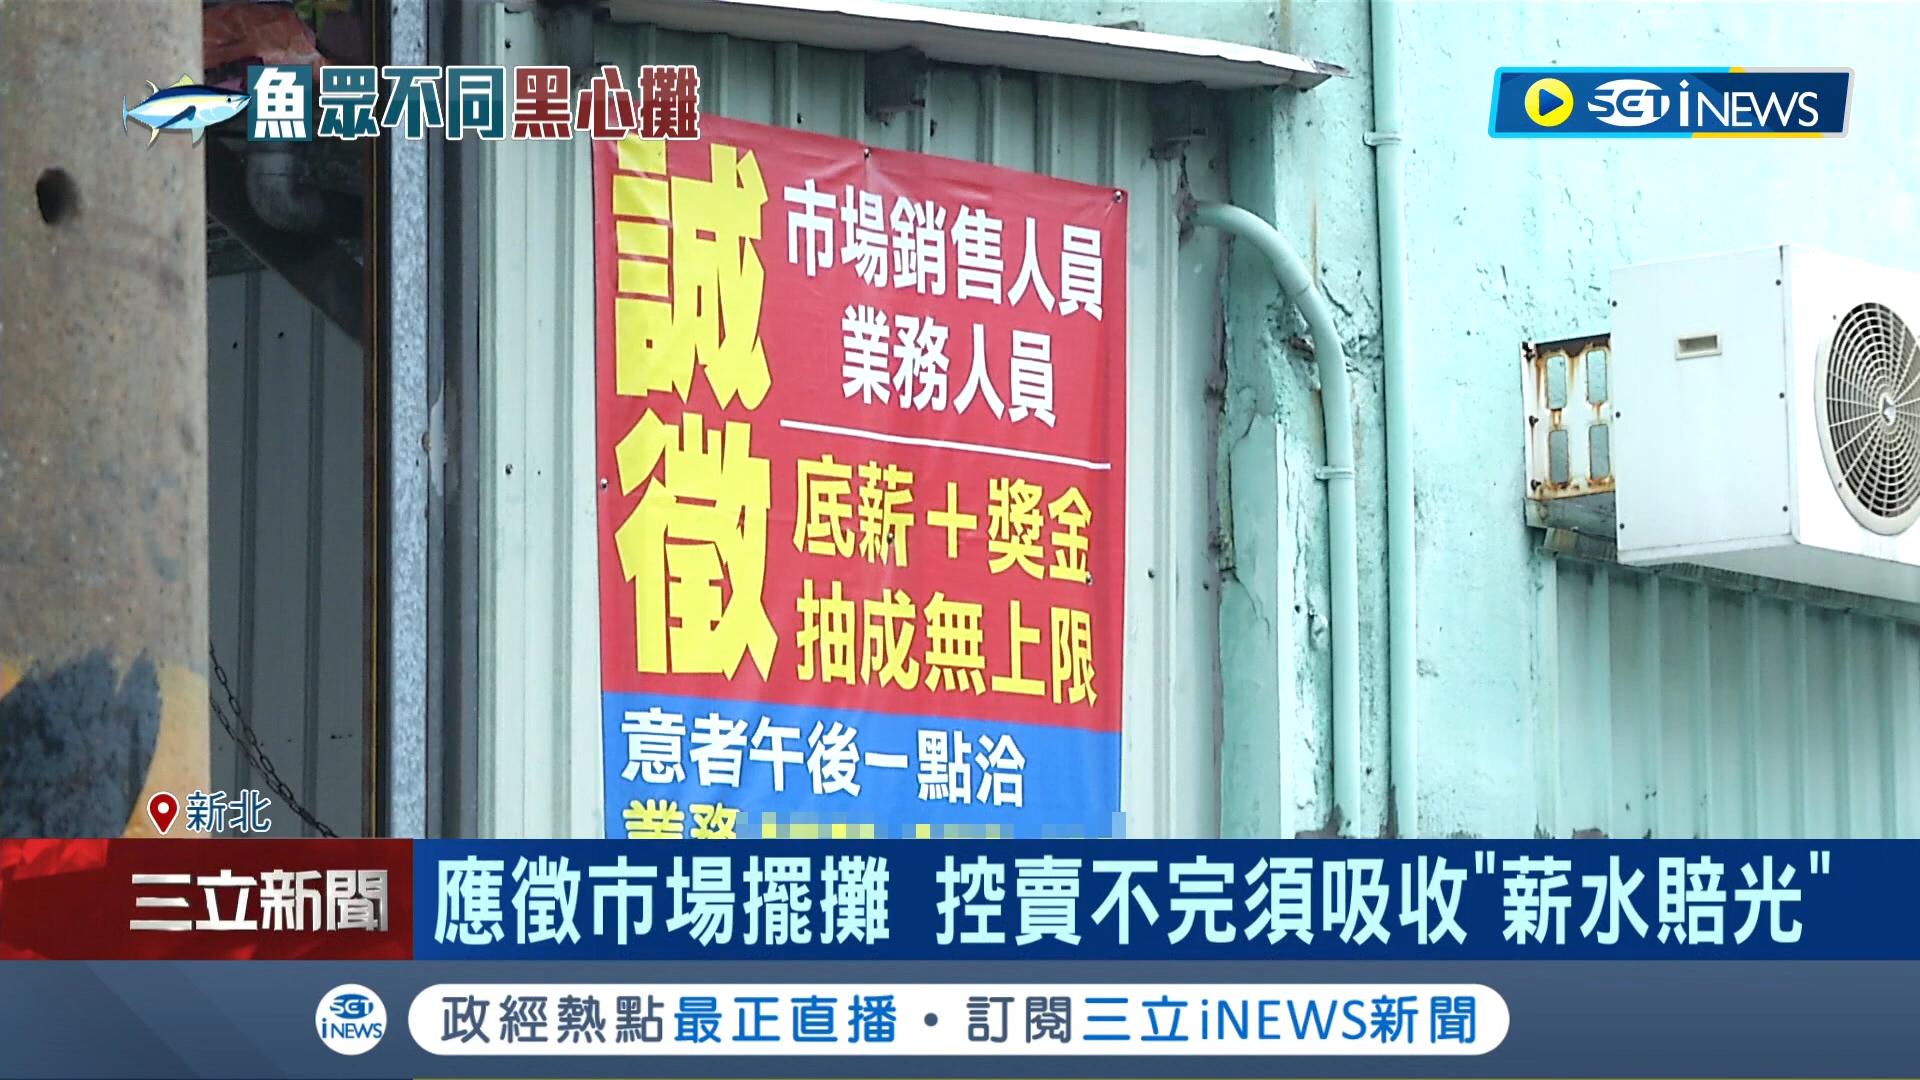 魚眾不同黑心攤
SET iNEWS
誠徵
市場銷售人員
業務人員
底薪＋獎金
抽成無上限
意者午後一點洽
業務
新北
三立新聞
應徵市場擺攤 控賣不完須吸收"薪水賠光"
SET iNEWS
政經熱點最正直播・訂閱三立iNEWS新聞